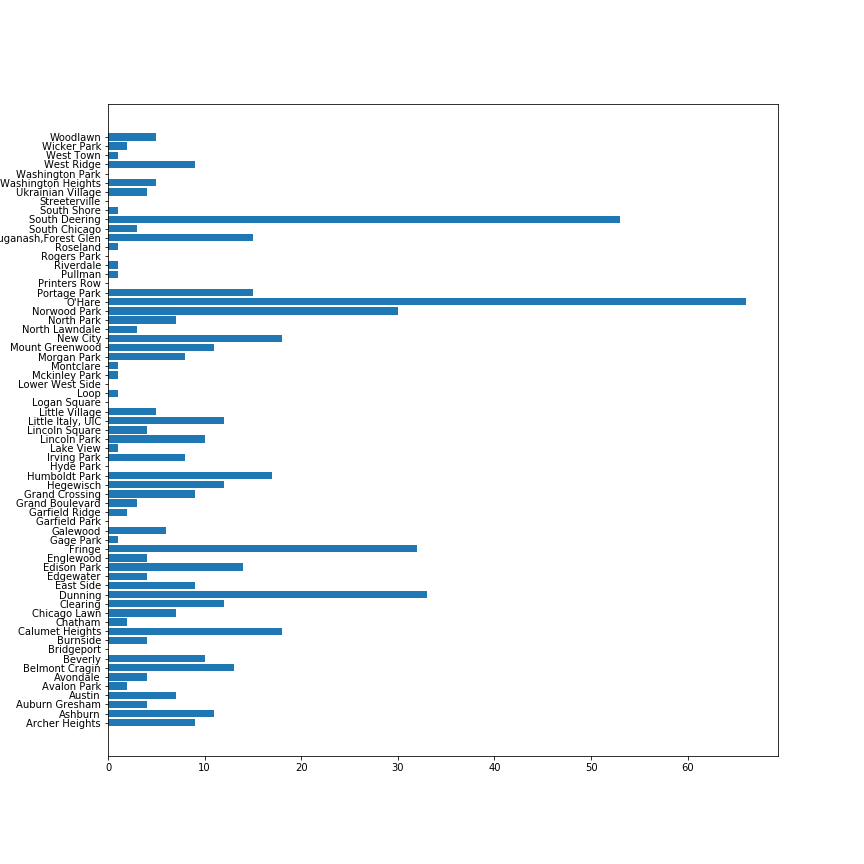 Woodlawn
Wicker Park
West Town
West Ridge
Washington Park
Washington Heights
Ukrainian Village
Streeterville
South Shore
South Deering
South Chicago
uganash,Forest Glen
Roseland
Rogers Park
Riverdale
Pullman
Printers Row
Portage Park
O'Hare
Norwood Park
North Park
North Lawndale
New City
Mount Greenwood
Morgan Park
Montclare
Mckinley Park
Lower West Side
Loop
Logan Square
Little Village
Little Italy, UIC
Lincoln Square
Lincoln Park
Lake View
Irving Park
Hyde Park
Humboldt Park
Hegewisch
Grand Crossing
Grand Boulevard
Garfield Ridge
Garfield Park
Galewood
Gage Park
Fringe
Englewood
Edison Park
Edgewater
East Side
Dunning
Clearing
Chicago Lawn
Chatham
Calumet Heights
Burnside
Bridgeport
Beverly
Belmont Cragin
Avondale
Avalon Park
Austin
Auburn Gresham
Ashburn
Archer Heights
0 10 20 30 40 50 60